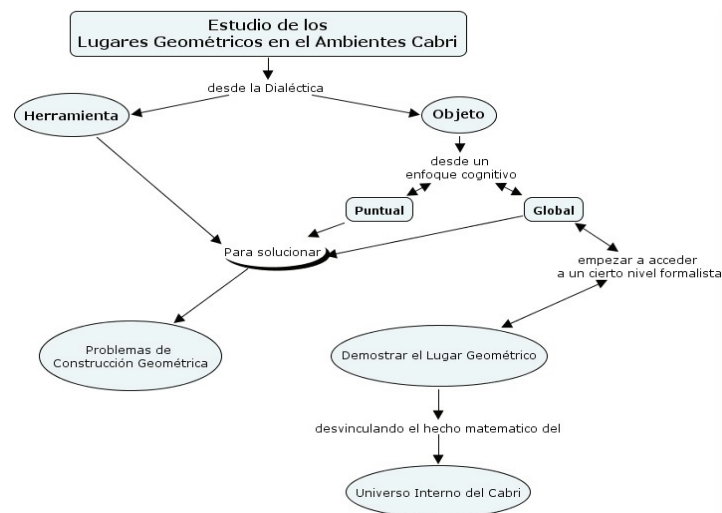 Estudio de los
Lugares Geométricos en el Ambientes Cabri
desde la Dialéctica
Herramienta
Objeto
desde un
enfoque cognitivo
Puntual
Global
Para solucionar
empezar a acceder
a un cierto nivel formalista
Problemas de
Construcción Geométrica
Demostrar el Lugar Geométrico
desvinculando el hecho matematico del
Universo Interno del Cabri